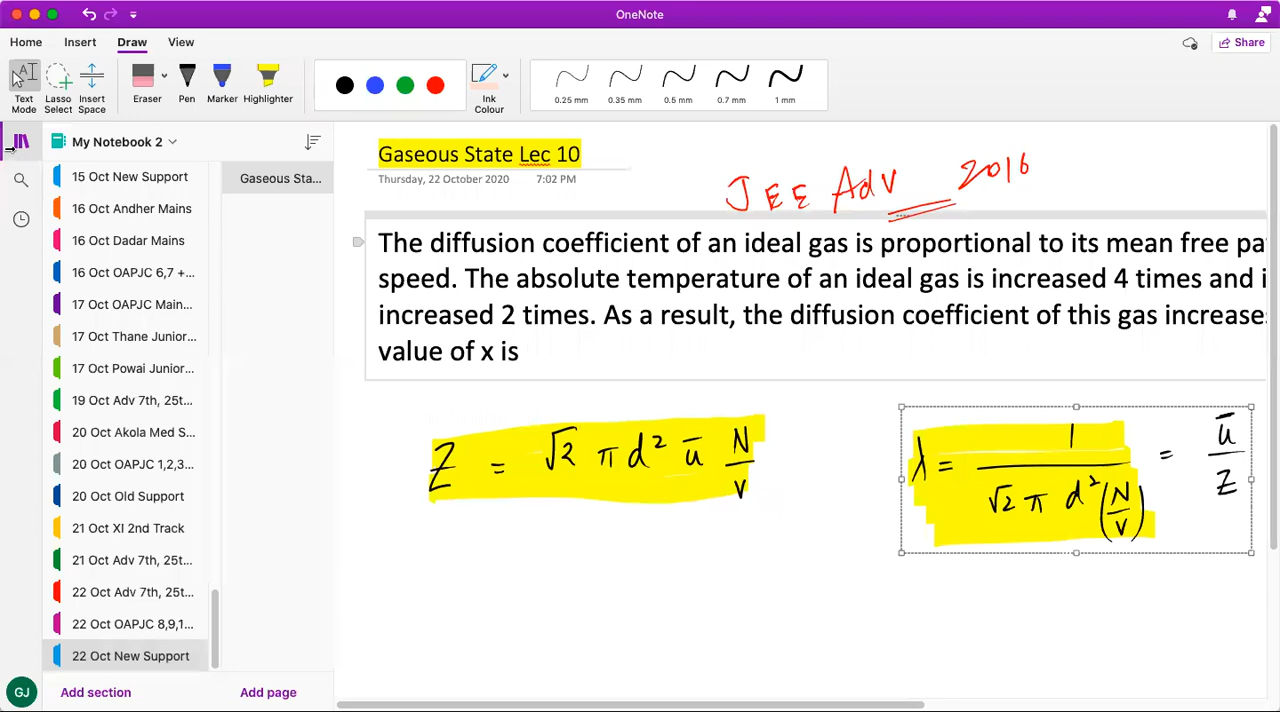 OneNote
Home Insert Draw View
Share
Text Mode
Lasso Select
Insert Space
Eraser
Pen
Marker
Highlighter
Ink Colour
0.25 mm
0.35 mm
0.5 mm
0.7 mm
1 mm
My Notebook 2
15 Oct New Support
16 Oct Andher Mains
16 Oct Dadar Mains
16 Oct OAPJC 6,7 +...
17 Oct OAPJC Main...
17 Oct Thane Junior...
17 Oct Powai Junior...
19 Oct Adv 7th, 25t...
20 Oct Akola Med S...
20 Oct OAPJC 1,2,3...
20 Oct Old Support
21 Oct XI 2nd Track
21 Oct Adv 7th, 25t...
22 Oct Adv 7th, 25t...
22 Oct OAPJC 8,9,1...
22 Oct New Support
GJ
Add section
Gaseous Sta...
Add page
Gaseous State Lec 10
Thursday, 22 October 2020 7:02 PM
JEE Adv 2016
The diffusion coefficient of an ideal gas is proportional to its mean free pa
speed. The absolute temperature of an ideal gas is increased 4 times and i
increased 2 times. As a result, the diffusion coefficient of this gas increase
value of x is
Z = √2 π d² ū N/v
λ = 1/(√2 π d² (N/v)) = ū/Z